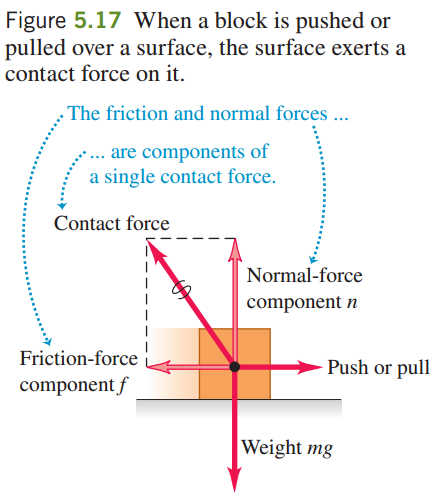 Figure 5.17 When a block is pushed or
pulled over a surface, the surface exerts a
contact force on it.
The friction and normal forces ...
... are components of
a single contact force.
Contact force
Normal-force
component n
Friction-force
component f
Push or pull
Weight mg